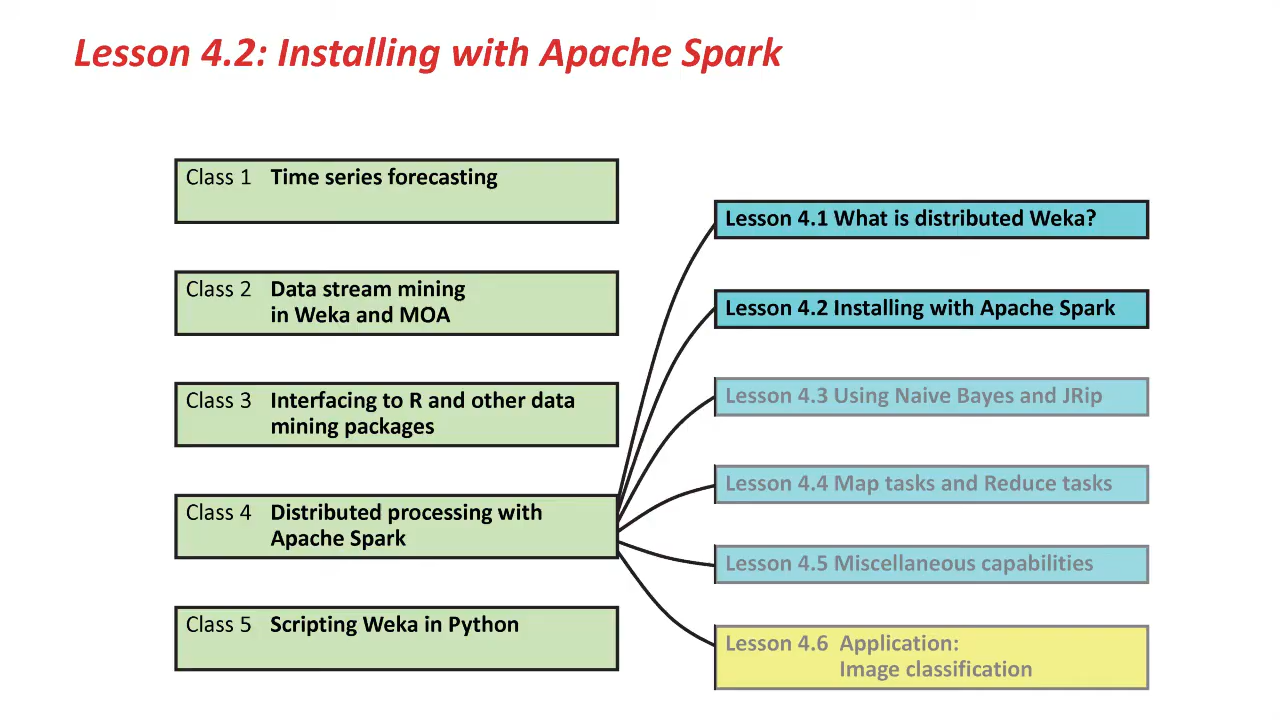 Lesson 4.2: Installing with Apache Spark
Class 1 Time series forecasting
Class 2 Data stream mining
in Weka and MOA
Class 3 Interfacing to R and other data
mining packages
Class 4 Distributed processing with
Apache Spark
Class 5 Scripting Weka in Python
Lesson 4.1 What is distributed Weka?
Lesson 4.2 Installing with Apache Spark
Lesson 4.3 Using Naive Bayes and JRip
Lesson 4.4 Map tasks and Reduce tasks
Lesson 4.5 Miscellaneous capabilities
Lesson 4.6 Application:
Image classification